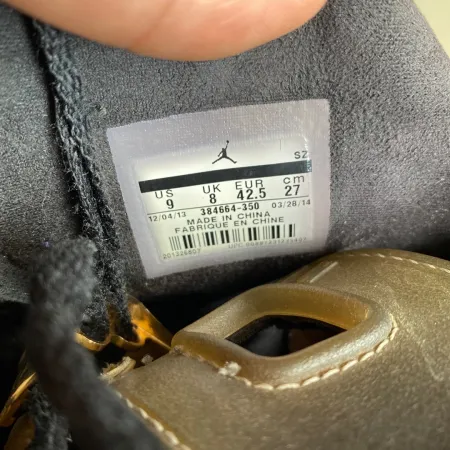 SZ
US UK EUR cm
9 8 42.5 27
12/04/13 384664-350 03/28/14
MADE IN CHINA
FABRIQUE EN CHINE